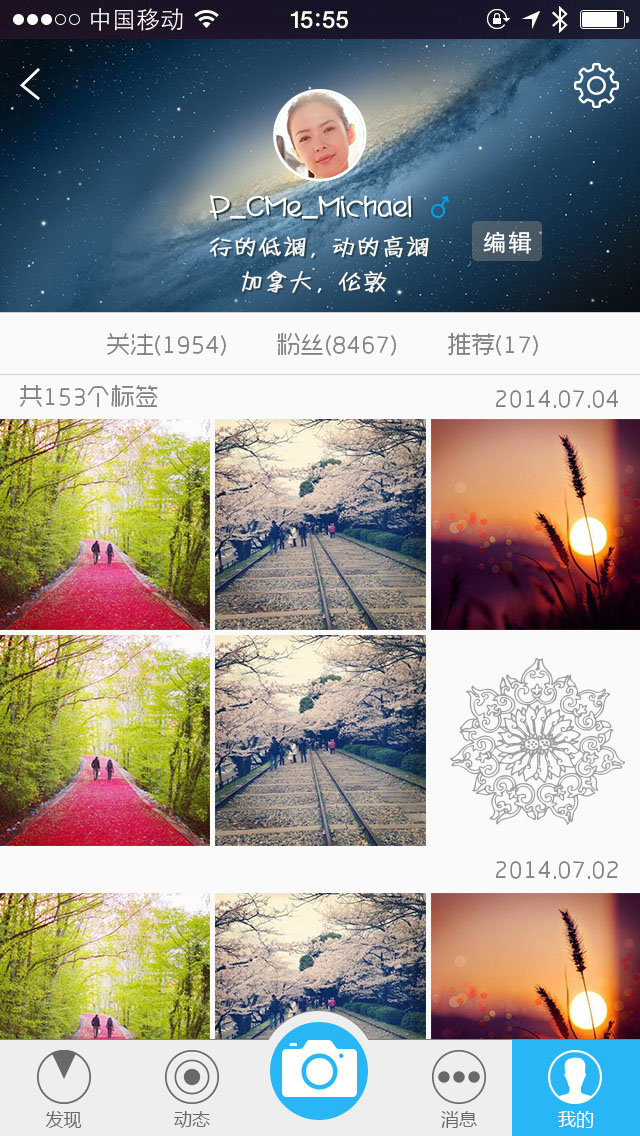 中国移动 15:55
P_CMe_Michael
行的低调，动的高调
编辑
加拿大，伦敦
关注(1954) 粉丝(8467) 推荐(17)
共153个标签 2014.07.04
2014.07.02
发现 动态 消息 我的